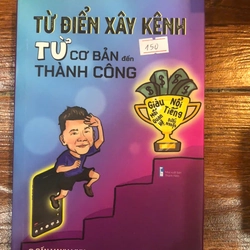 TỪ ĐIỂN XÂY KÊNH
TỪ CƠ BẢN đến
THÀNH CÔNG
150
Giàu Nổi
Tiếng